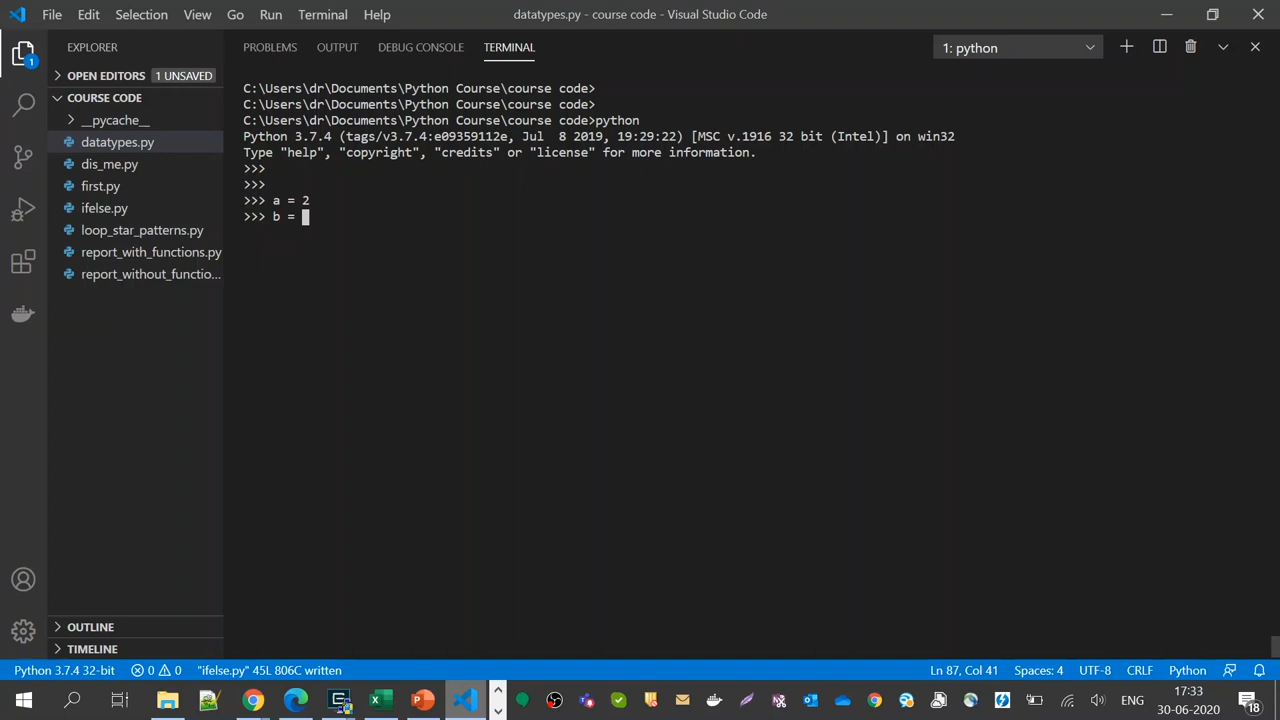 File Edit Selection View Go Run Terminal Help
datatypes.py - course code - Visual Studio Code
EXPLORER
PROBLEMS OUTPUT DEBUG CONSOLE TERMINAL
1: python
1
OPEN EDITORS 1 UNSAVED
COURSE CODE
__pycache__
datatypes.py
dis_me.py
first.py
ifelse.py
loop_star_patterns.py
report_with_functions.py
report_without_functio...
C:\Users\dr\Documents\Python Course\course code>
C:\Users\dr\Documents\Python Course\course code>
C:\Users\dr\Documents\Python Course\course code>python
Python 3.7.4 (tags/v3.7.4:e09359112e, Jul  8 2019, 19:29:22) [MSC v.1916 32 bit (Intel)] on win32
Type "help", "copyright", "credits" or "license" for more information.
>>>
>>>
>>> a = 2
>>> b =
OUTLINE
TIMELINE
Python 3.7.4 32-bit 0 0 "ifelse.py" 45L 806C written
Ln 87, Col 41 Spaces: 4 UTF-8 CRLF Python
ENG
17:33
30-06-2020
18